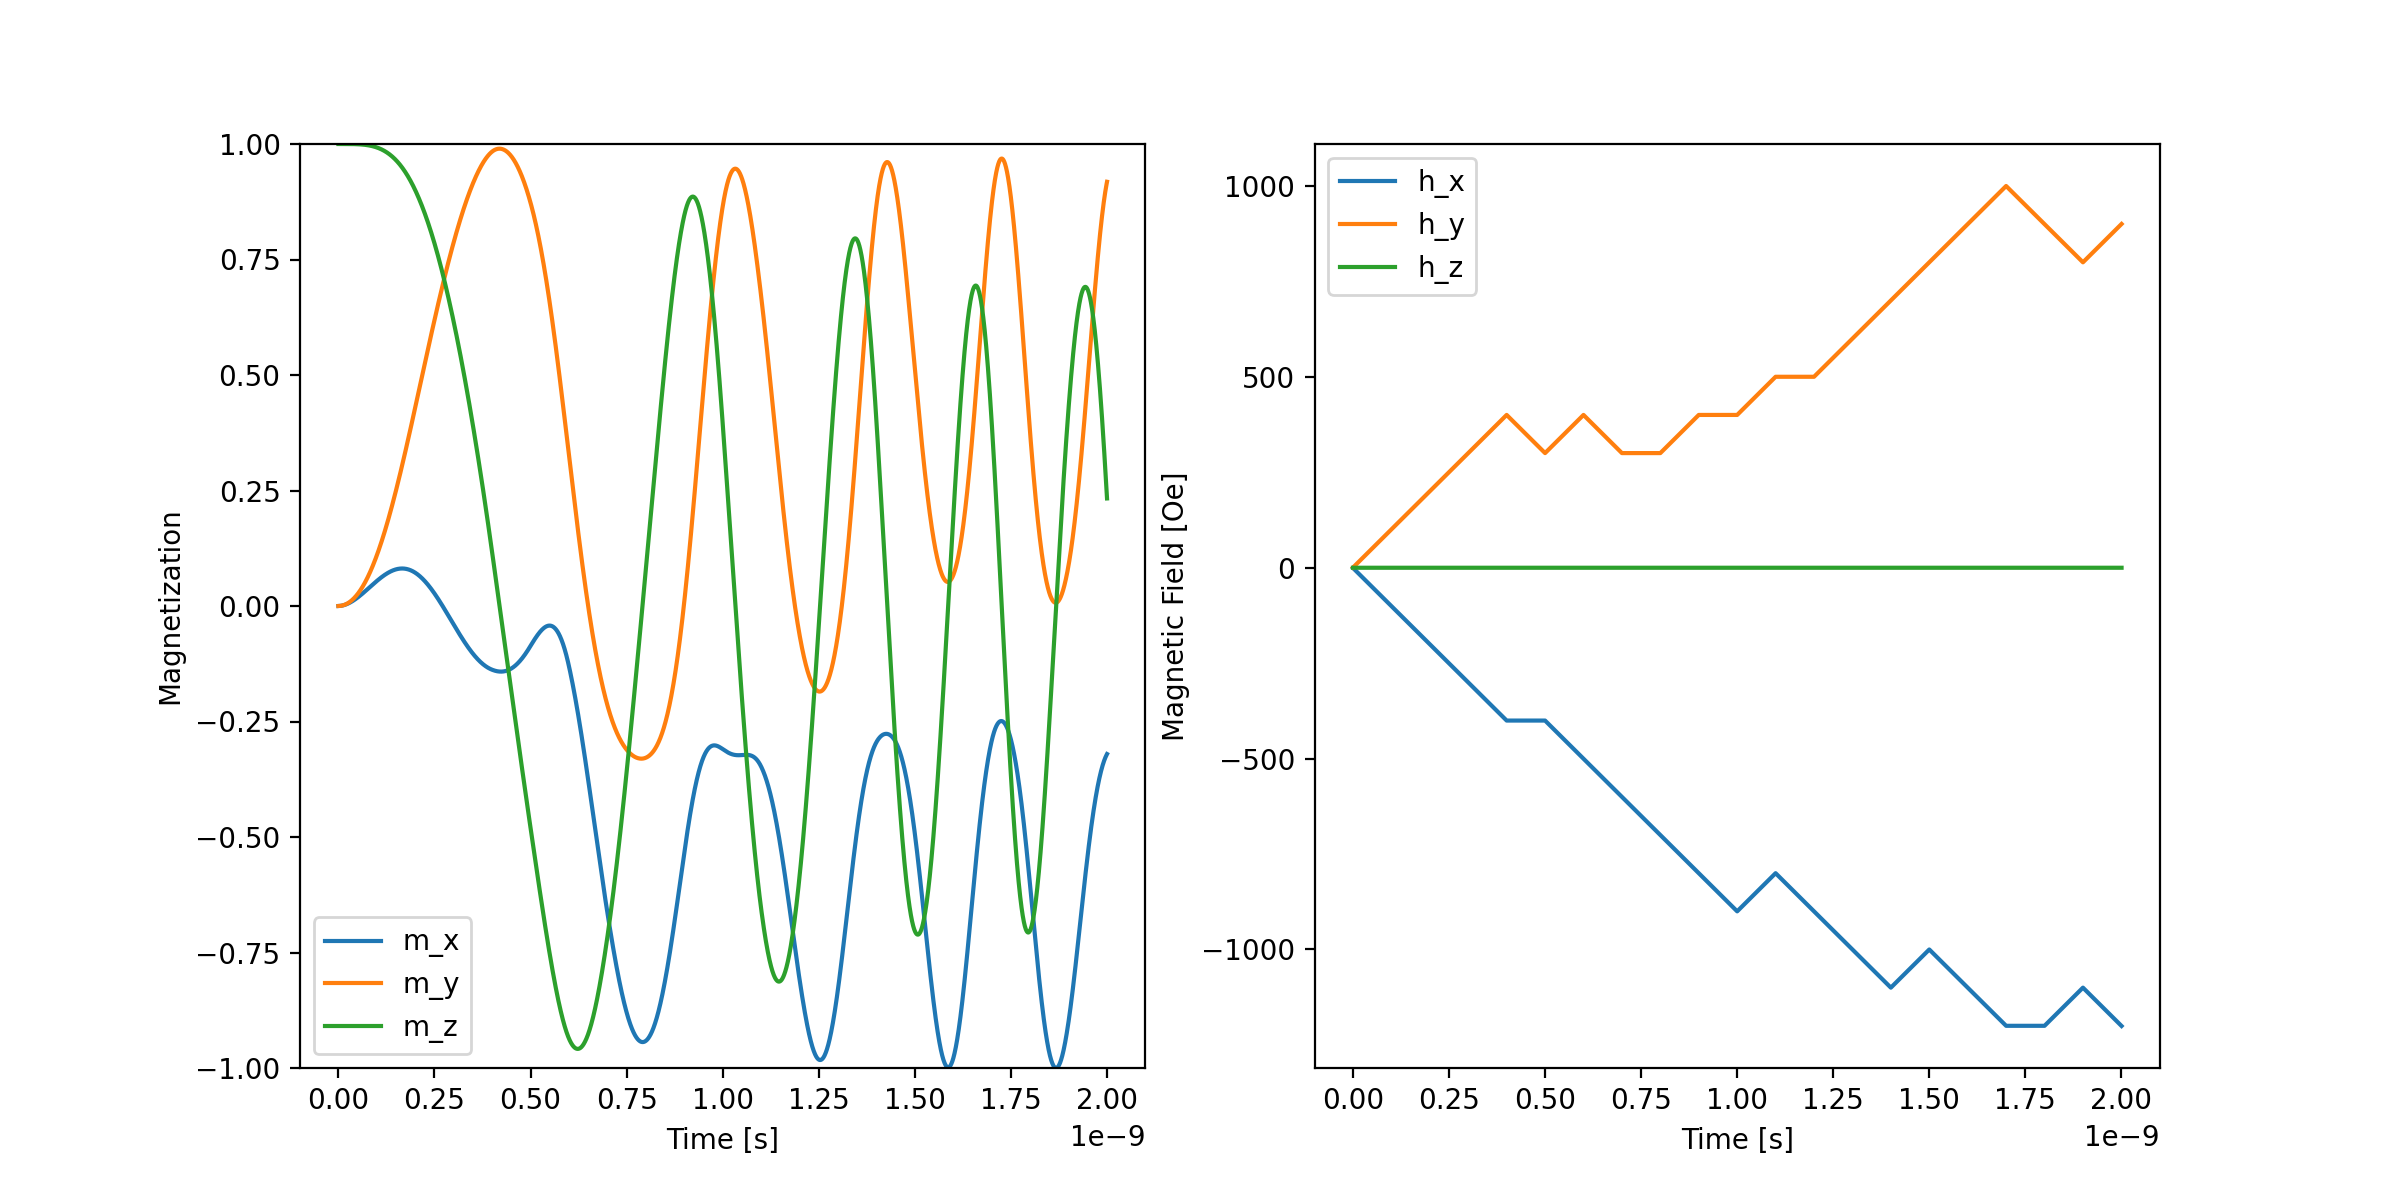 1.00
0.75
0.50
0.25
0.00
−0.25
−0.50
−0.75
−1.00
Magnetization
m_x
m_y
m_z
0.00 0.25 0.50 0.75 1.00 1.25 1.50 1.75 2.00
Time [s]
1e−9
1000
500
0
−500
−1000
Magnetic Field [Oe]
h_x
h_y
h_z
0.00 0.25 0.50 0.75 1.00 1.25 1.50 1.75 2.00
Time [s]
1e−9